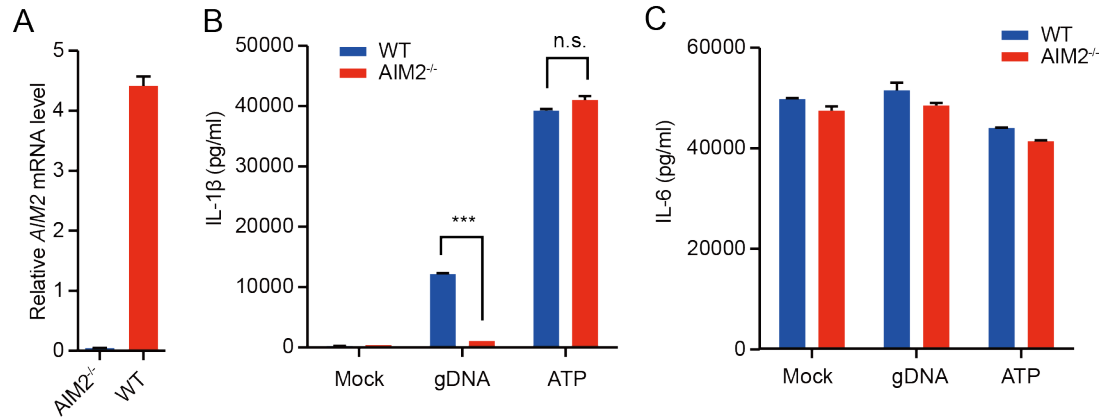 A
Relative AIM2 mRNA level
5
4
3
2
1
0
AIM2-/-
WT
B
IL-1β (pg/ml)
50000
40000
30000
20000
10000
0
WT
AIM2-/-
***
n.s.
Mock
gDNA
ATP
C
IL-6 (pg/ml)
60000
40000
20000
0
WT
AIM2-/-
Mock
gDNA
ATP